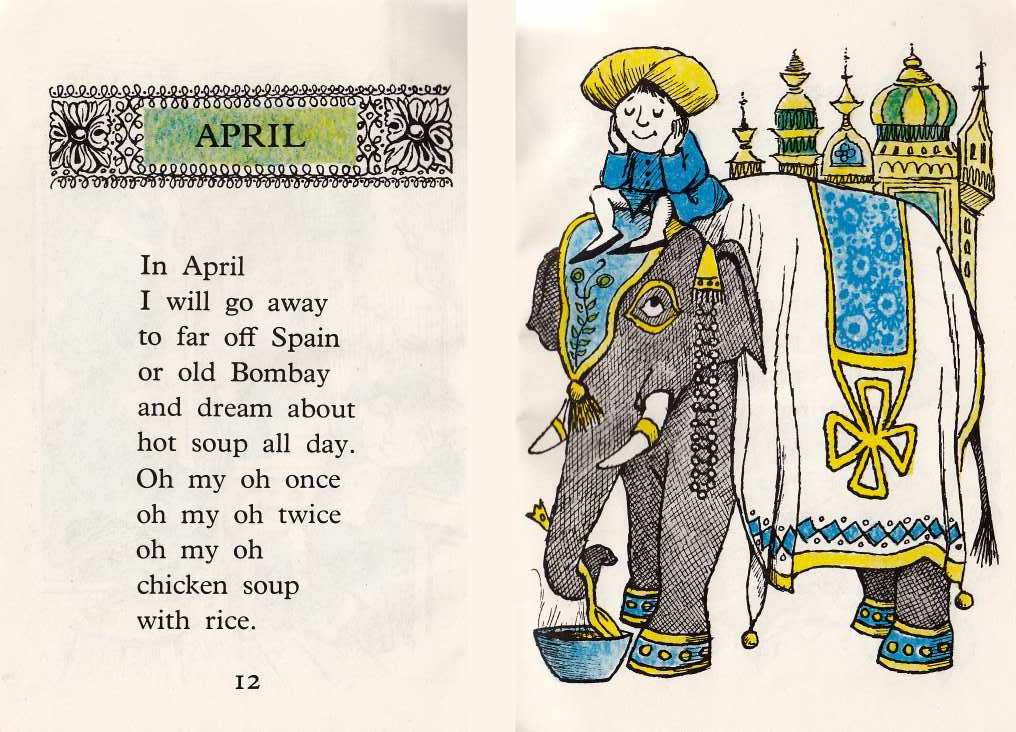 APRIL
In April
I will go away
to far off Spain
or old Bombay
and dream about
hot soup all day.
Oh my oh once
oh my oh twice
oh my oh
chicken soup
with rice.
12